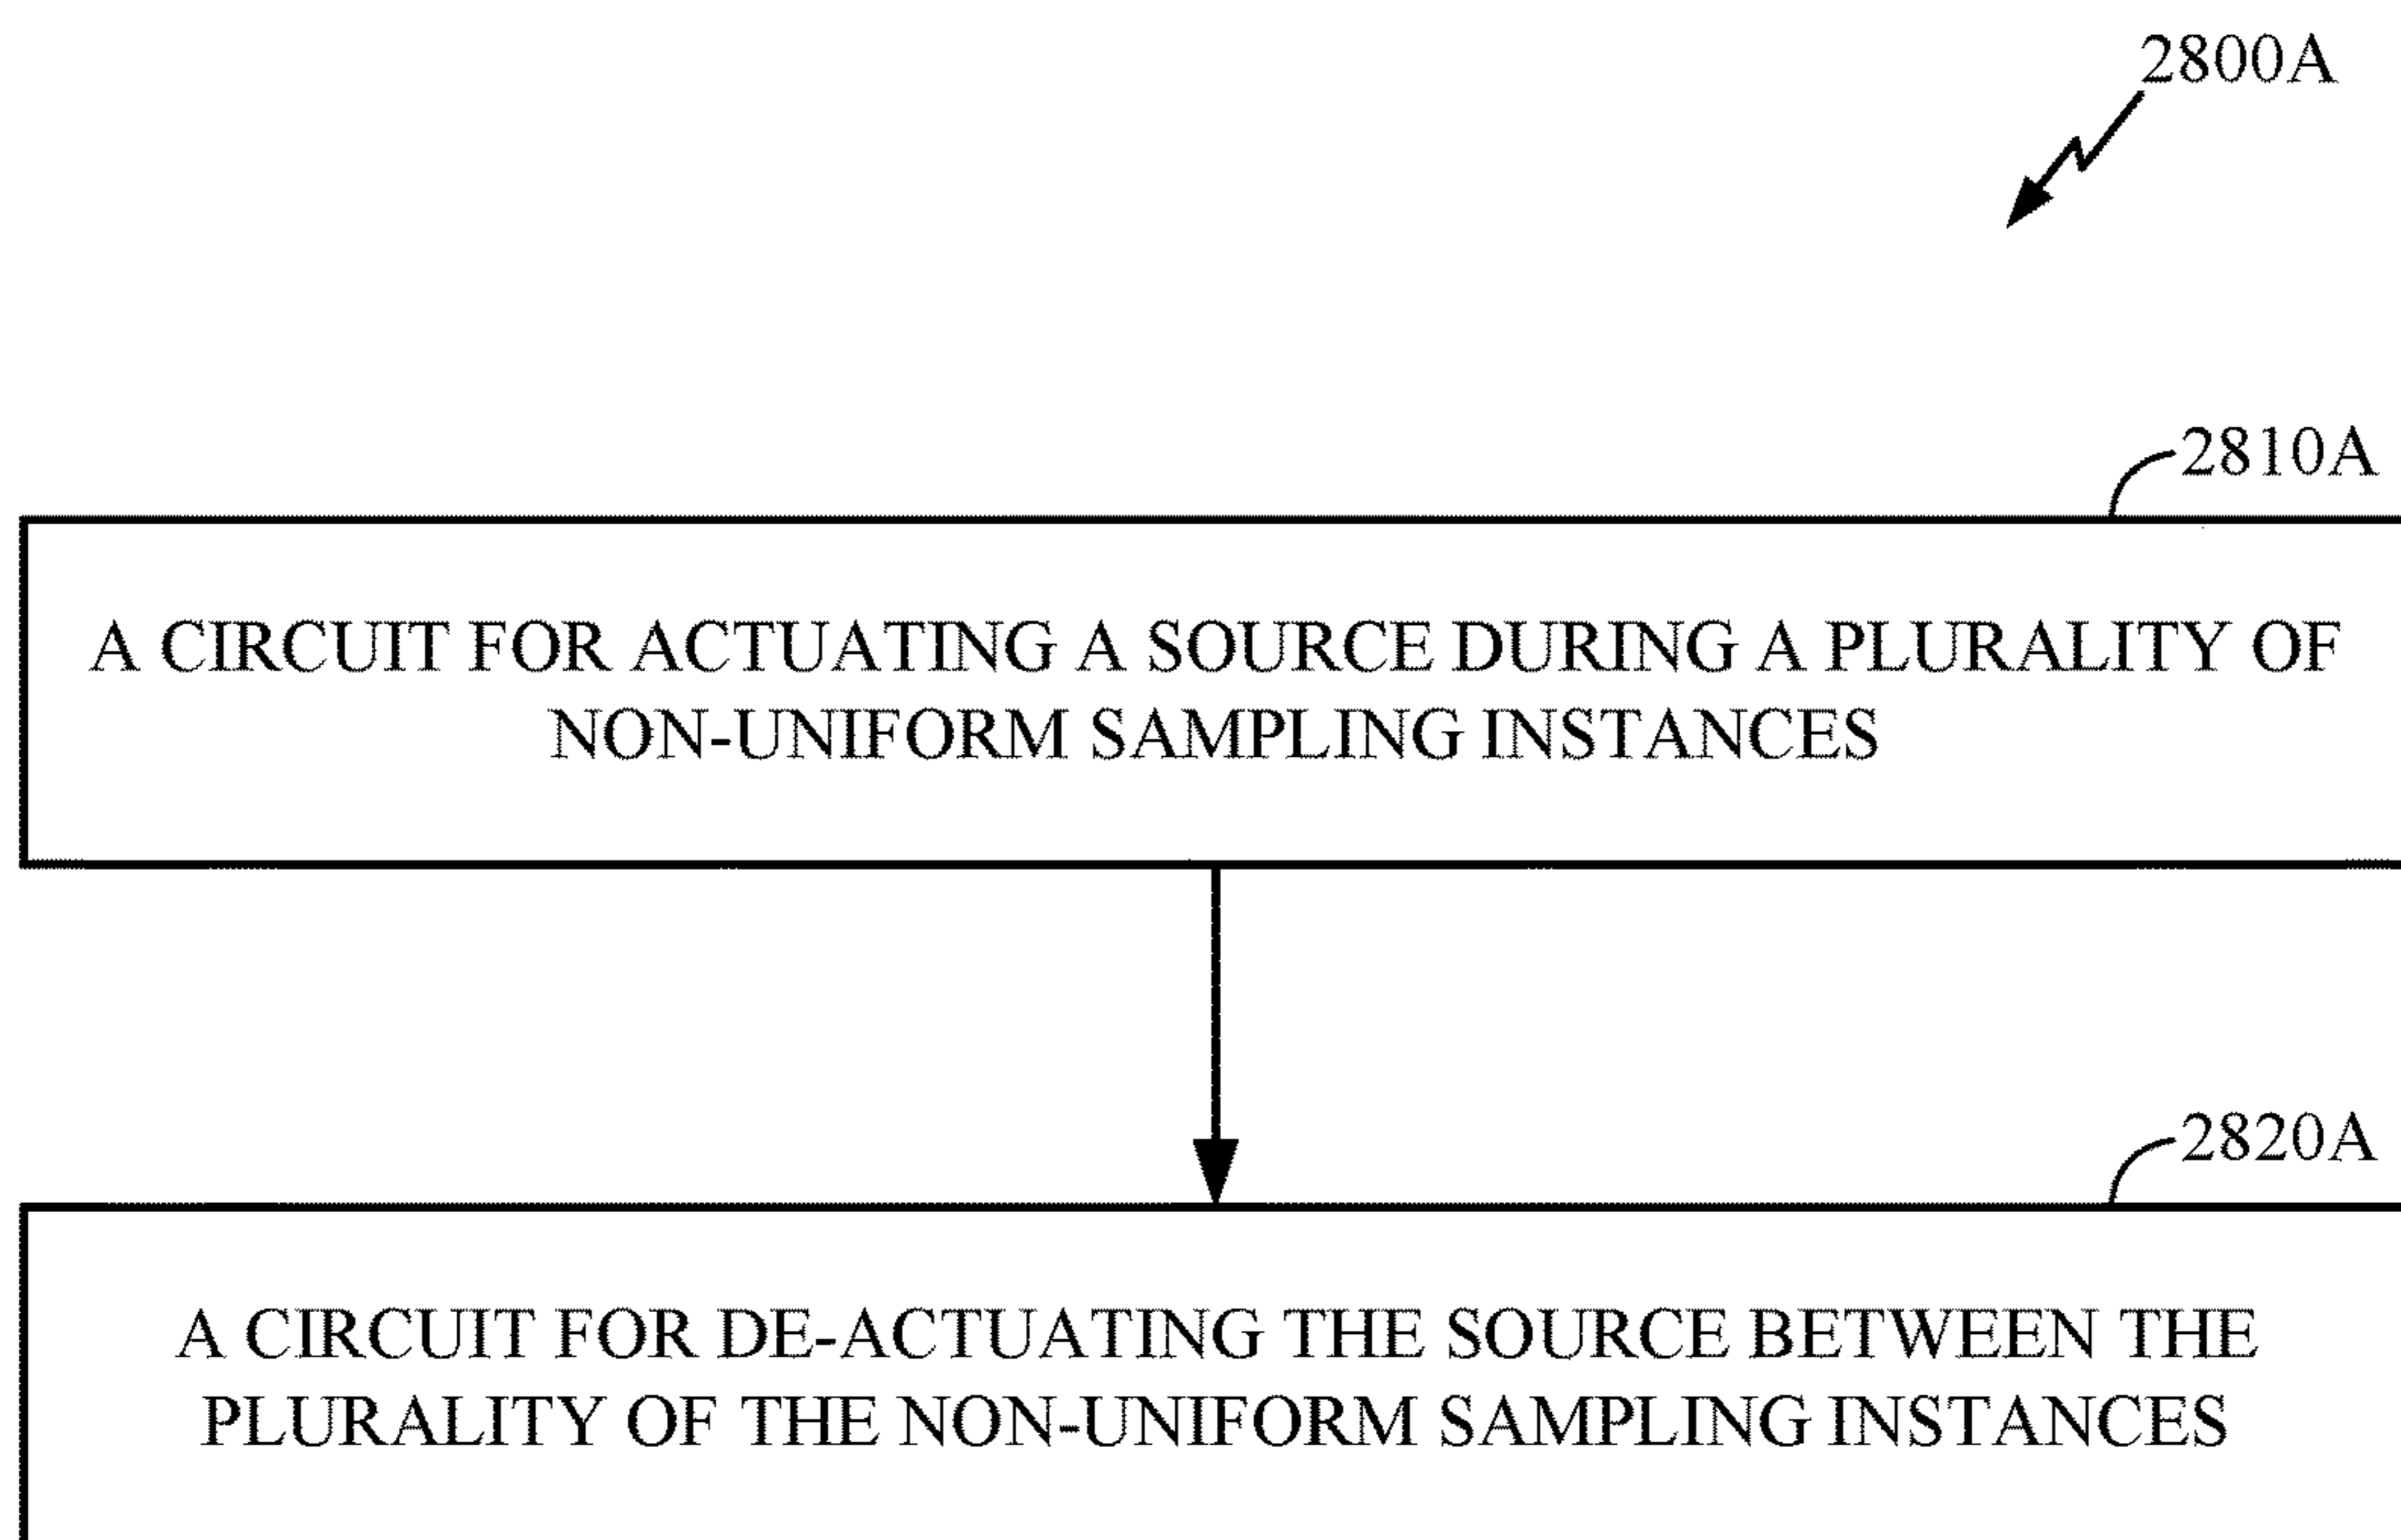 2800A
2810A
A CIRCUIT FOR ACTUATING A SOURCE DURING A PLURALITY OF
NON-UNIFORM SAMPLING INSTANCES
2820A
A CIRCUIT FOR DE-ACTUATING THE SOURCE BETWEEN THE
PLURALITY OF THE NON-UNIFORM SAMPLING INSTANCES